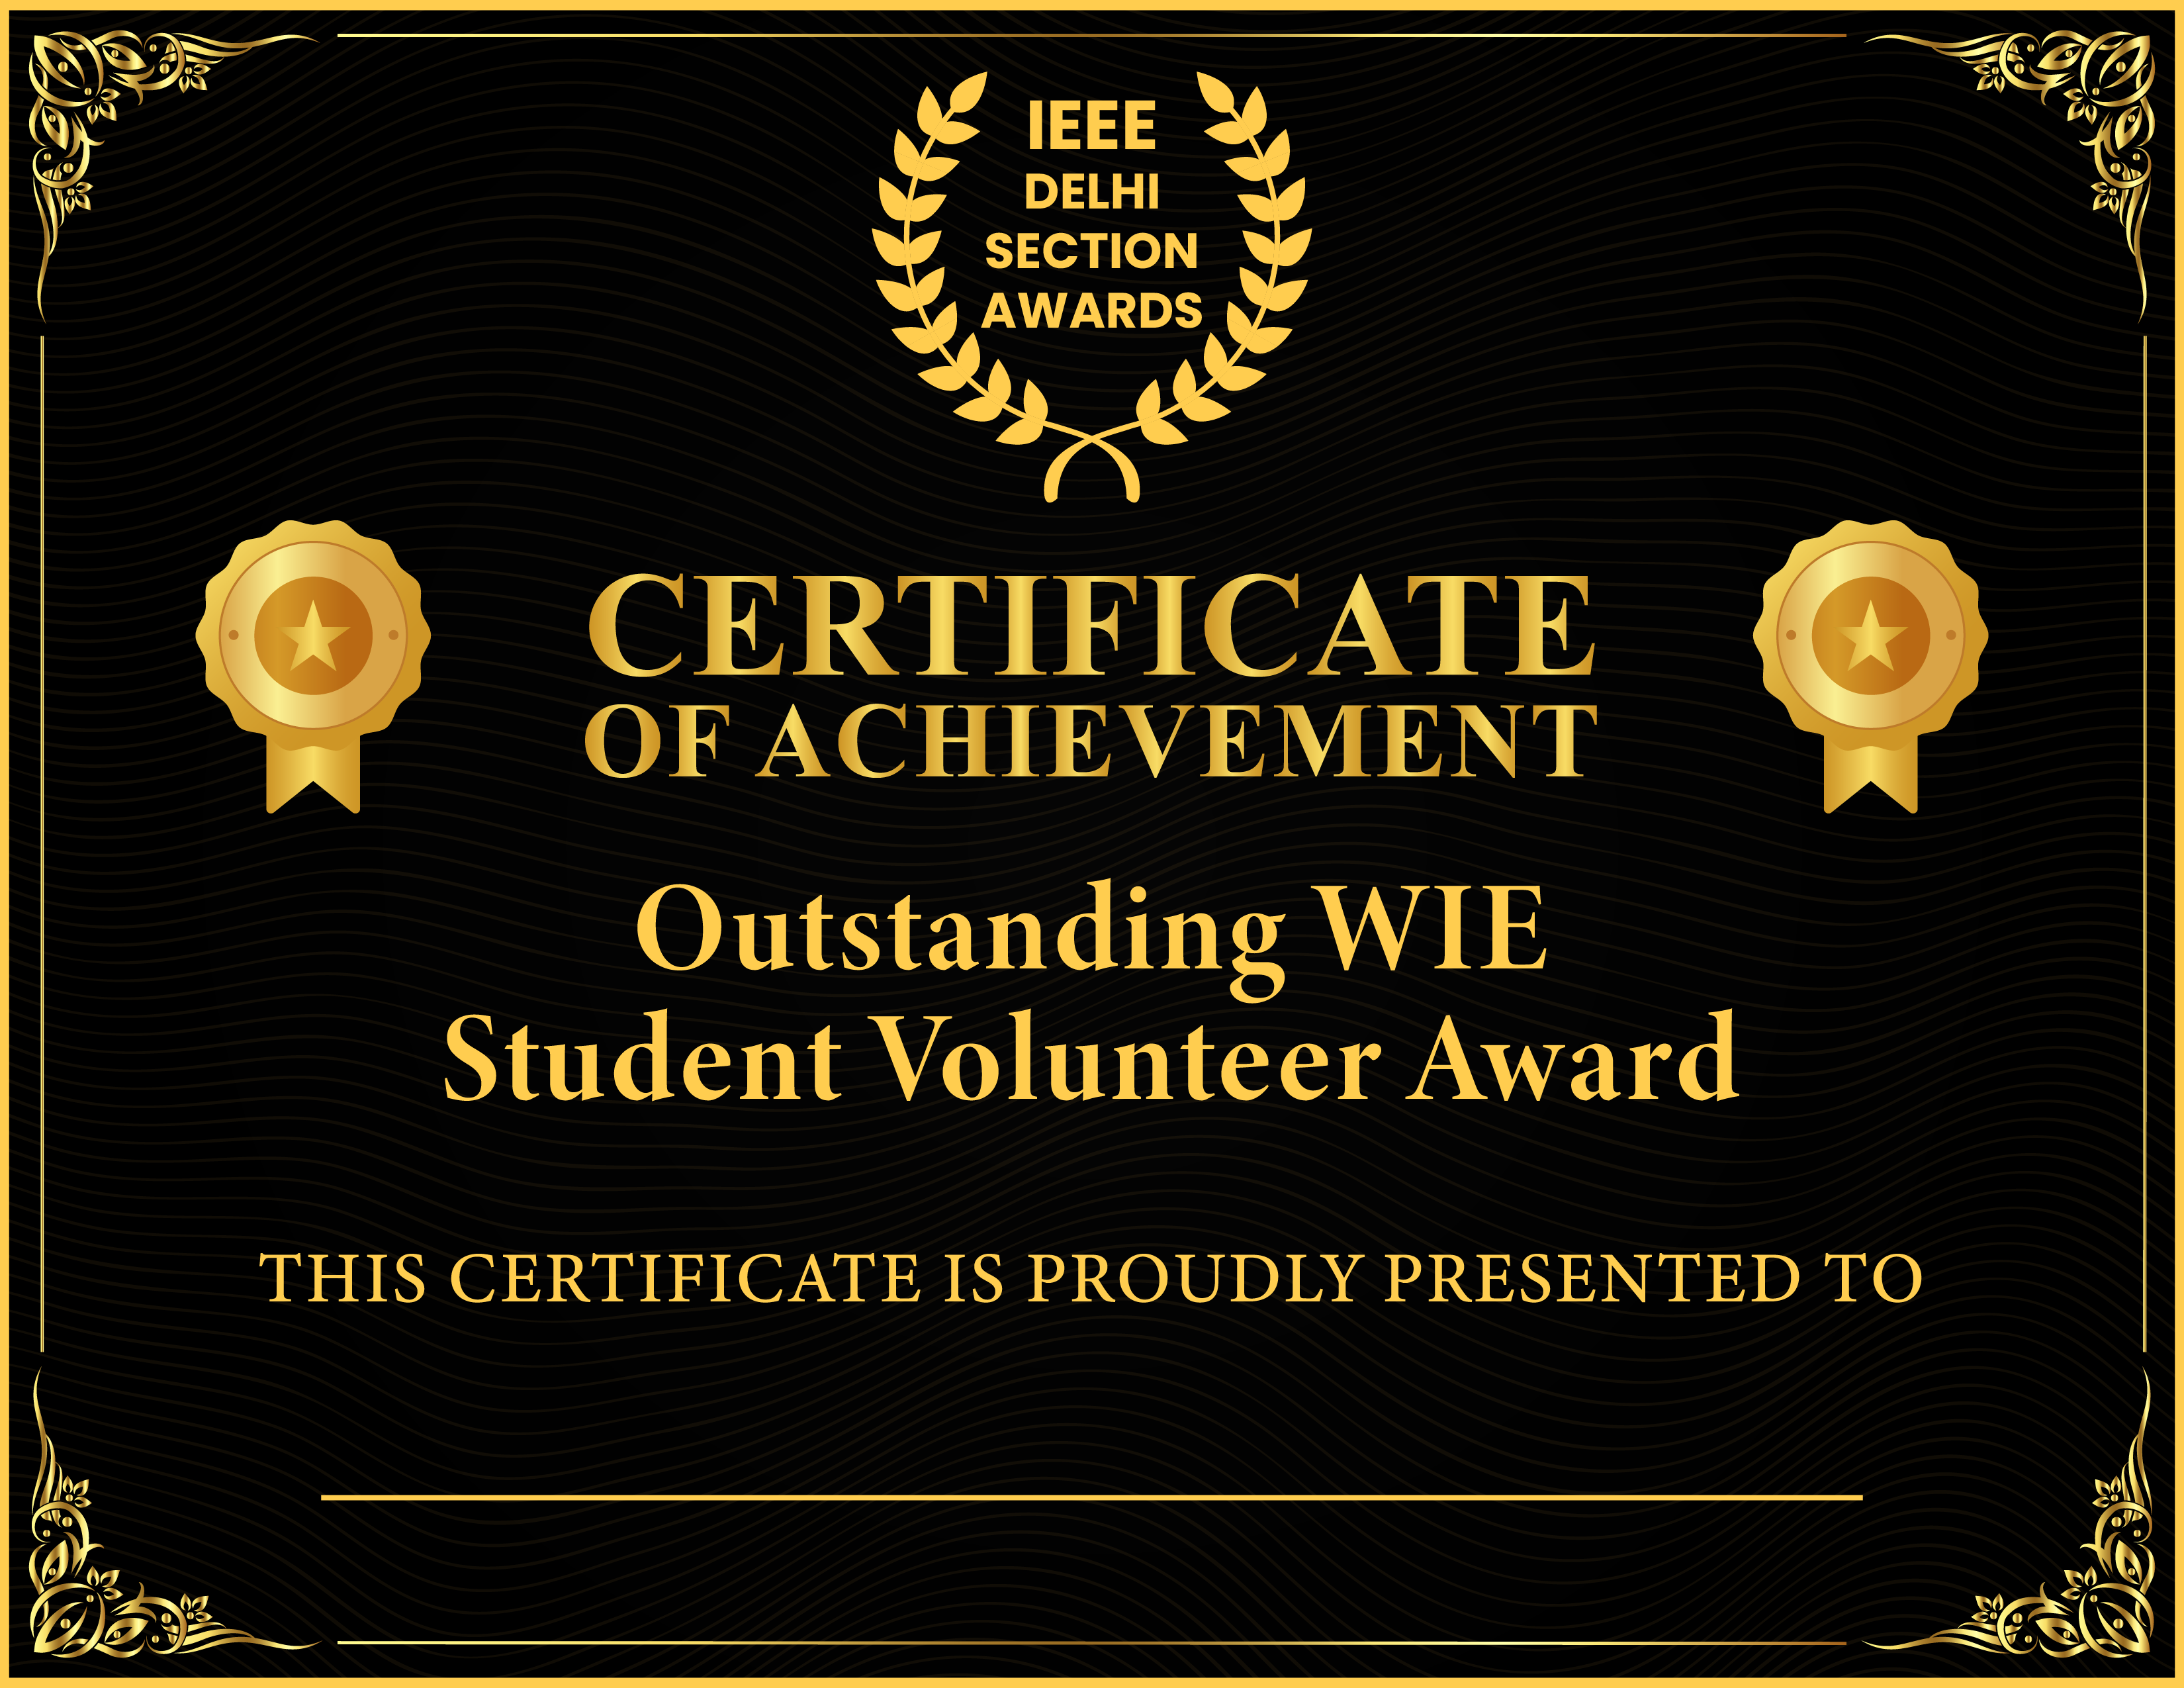 IEEE
DELHI
SECTION
AWARDS
CERTIFICATE
OF ACHIEVEMENT
Outstanding WIE
Student Volunteer Award
THIS CERTIFICATE IS PROUDLY PRESENTED TO